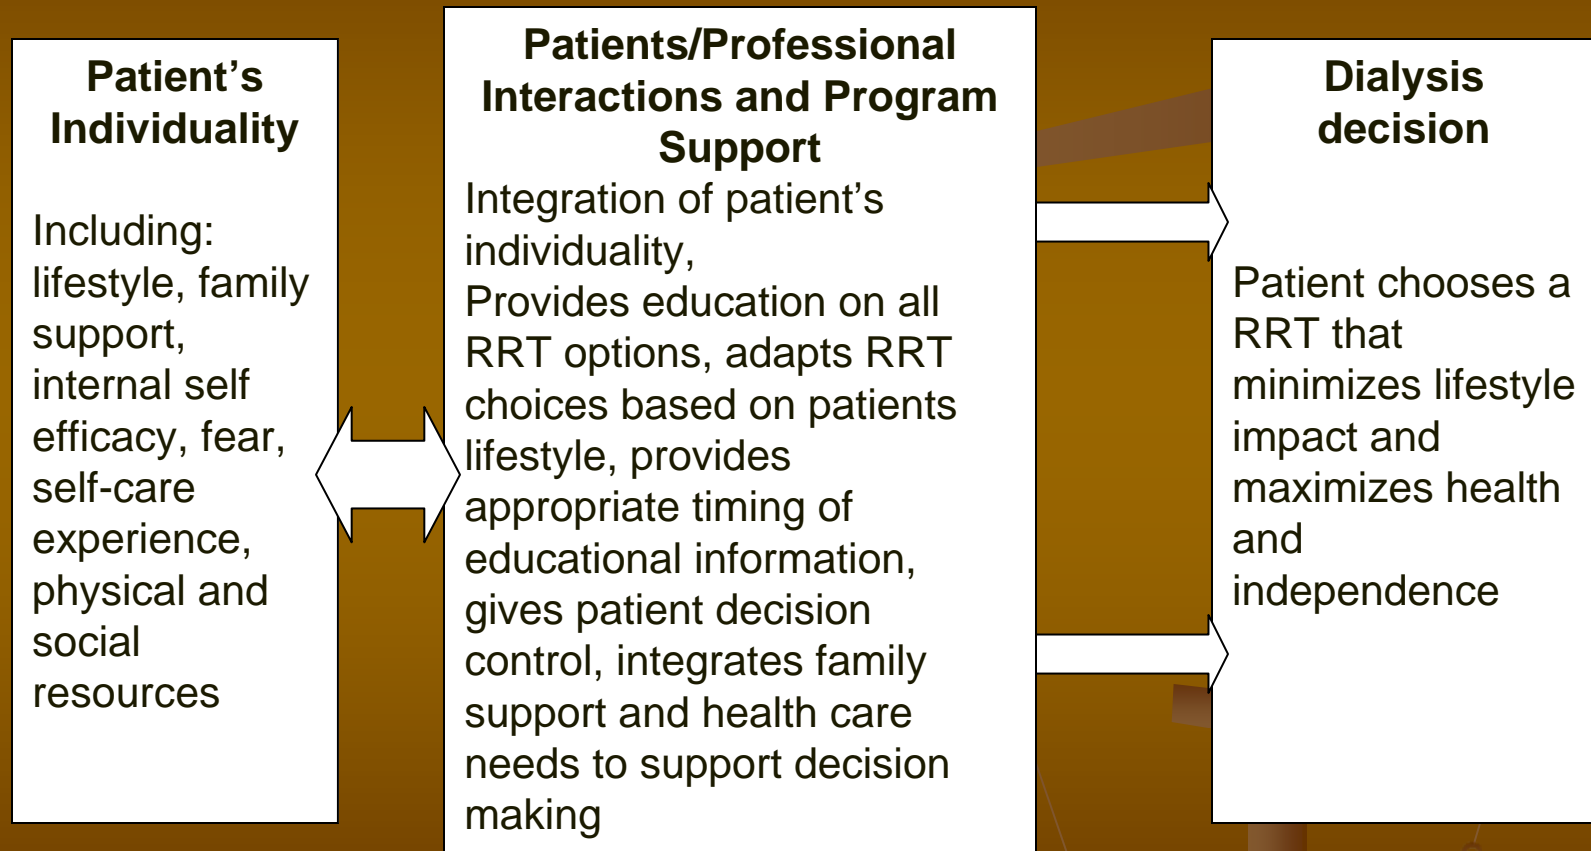 Patient’s
Individuality
Including:
lifestyle, family
support,
internal self
efficacy, fear,
self-care
experience,
physical and
social
resources
Patients/Professional
Interactions and Program
Support
Integration of patient’s
individuality,
Provides education on all
RRT options, adapts RRT
choices based on patients
lifestyle, provides
appropriate timing of
educational information,
gives patient decision
control, integrates family
support and health care
needs to support decision
making
Dialysis
decision
Patient chooses a
RRT that
minimizes lifestyle
impact and
maximizes health
and
independence